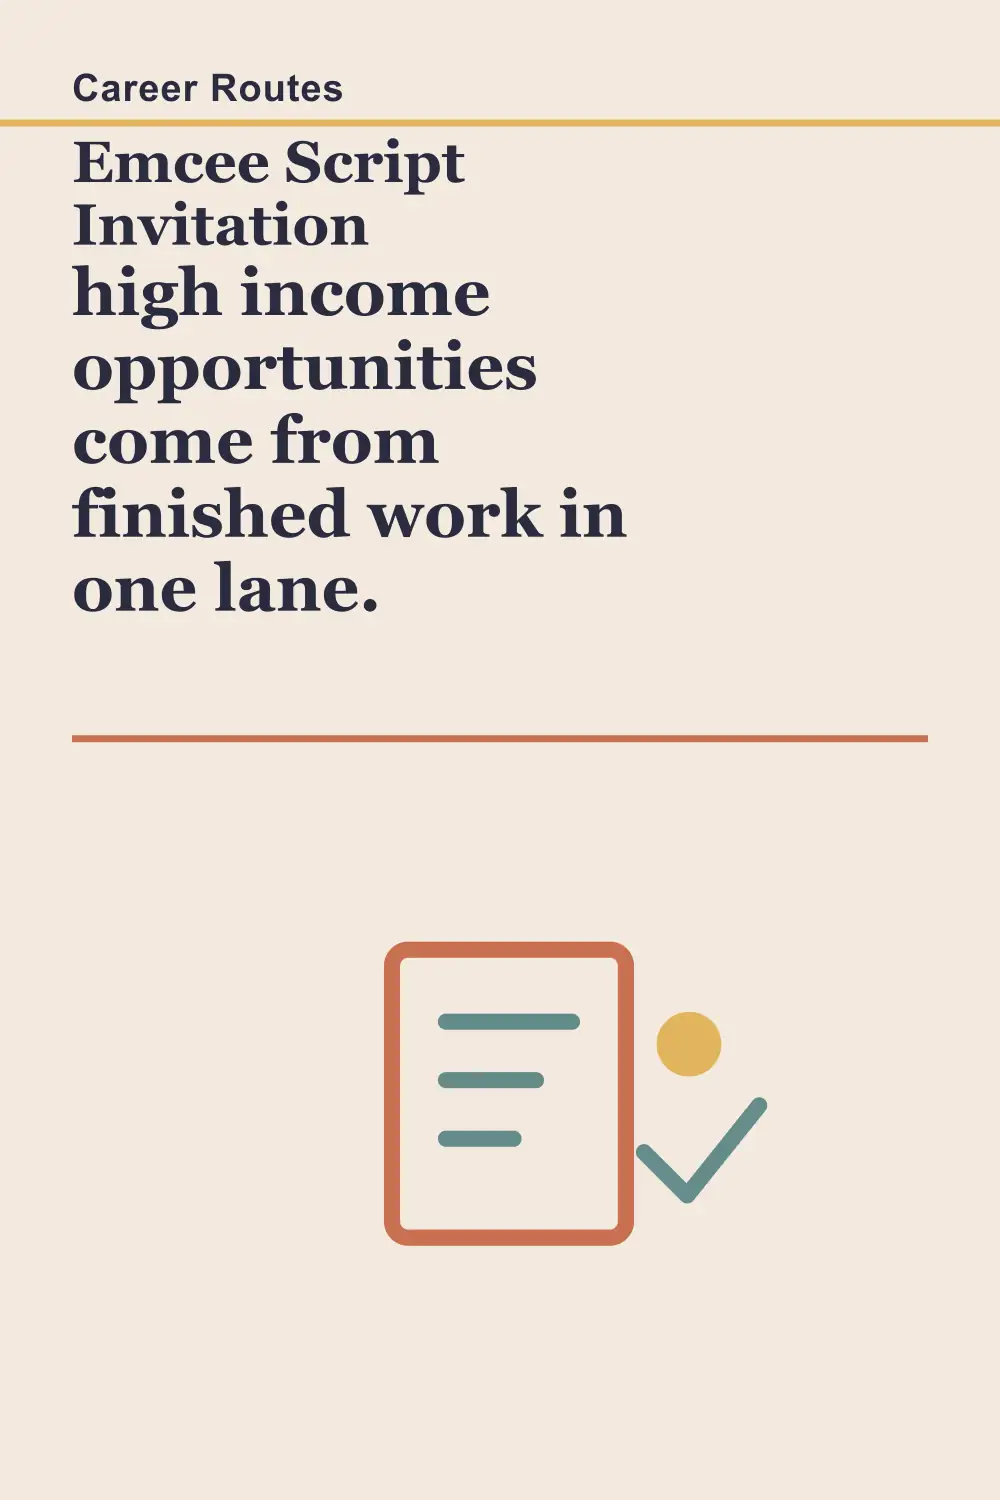 Career Routes
Emcee Script
Invitation
high income
opportunities
come from
finished work in
one lane.